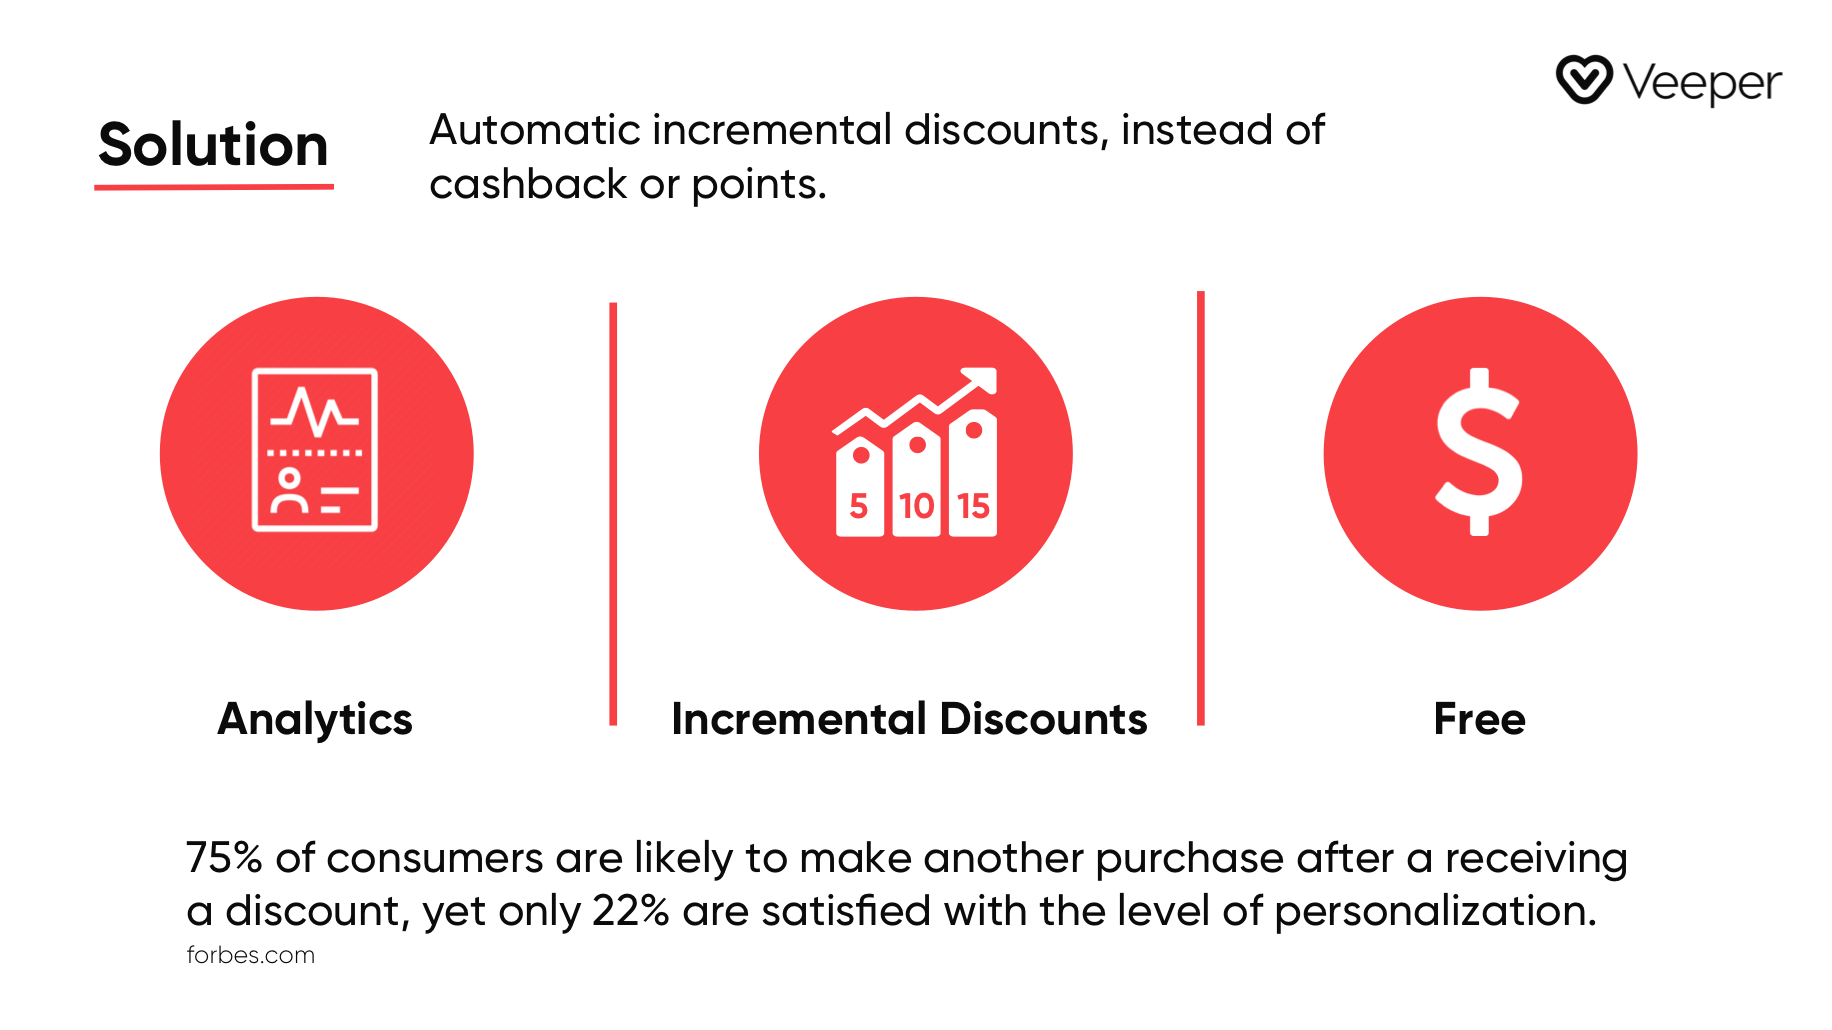 Veeper
Solution
Automatic incremental discounts, instead of
cashback or points.
5 10 15
Analytics
Incremental Discounts
Free
75% of consumers are likely to make another purchase after a receiving
a discount, yet only 22% are satisfied with the level of personalization.
forbes.com